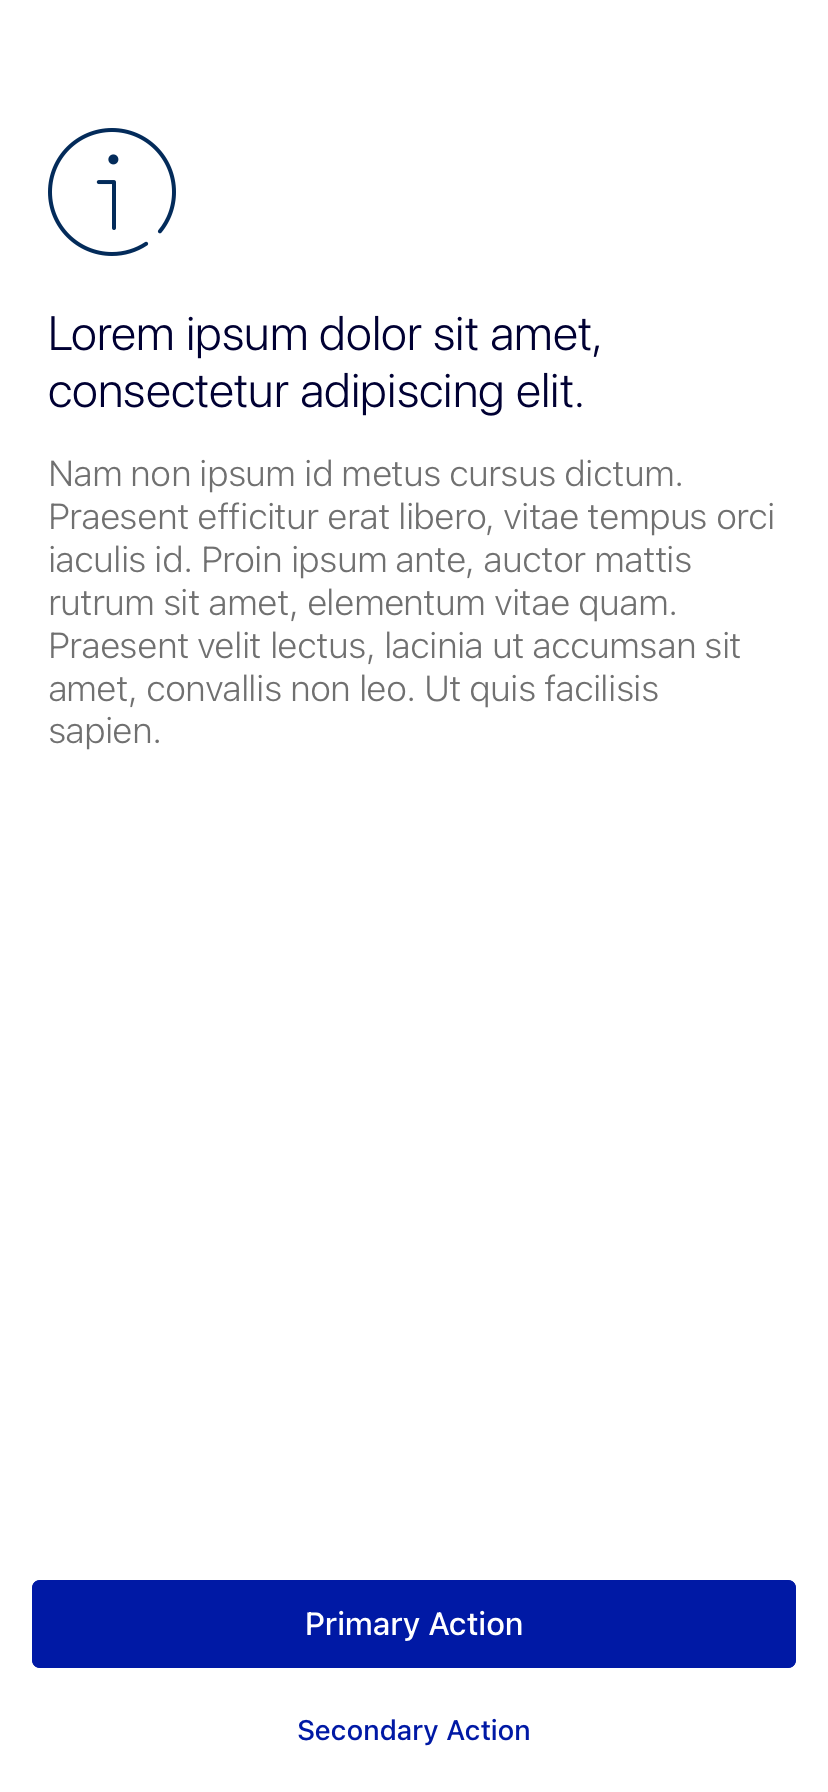 Lorem ipsum dolor sit amet,
consectetur adipiscing elit.
Nam non ipsum id metus cursus dictum.
Praesent efficitur erat libero, vitae tempus orci
iaculis id. Proin ipsum ante, auctor mattis
rutrum sit amet, elementum vitae quam.
Praesent velit lectus, lacinia ut accumsan sit
amet, convallis non leo. Ut quis facilisis
sapien.
Primary Action
Secondary Action